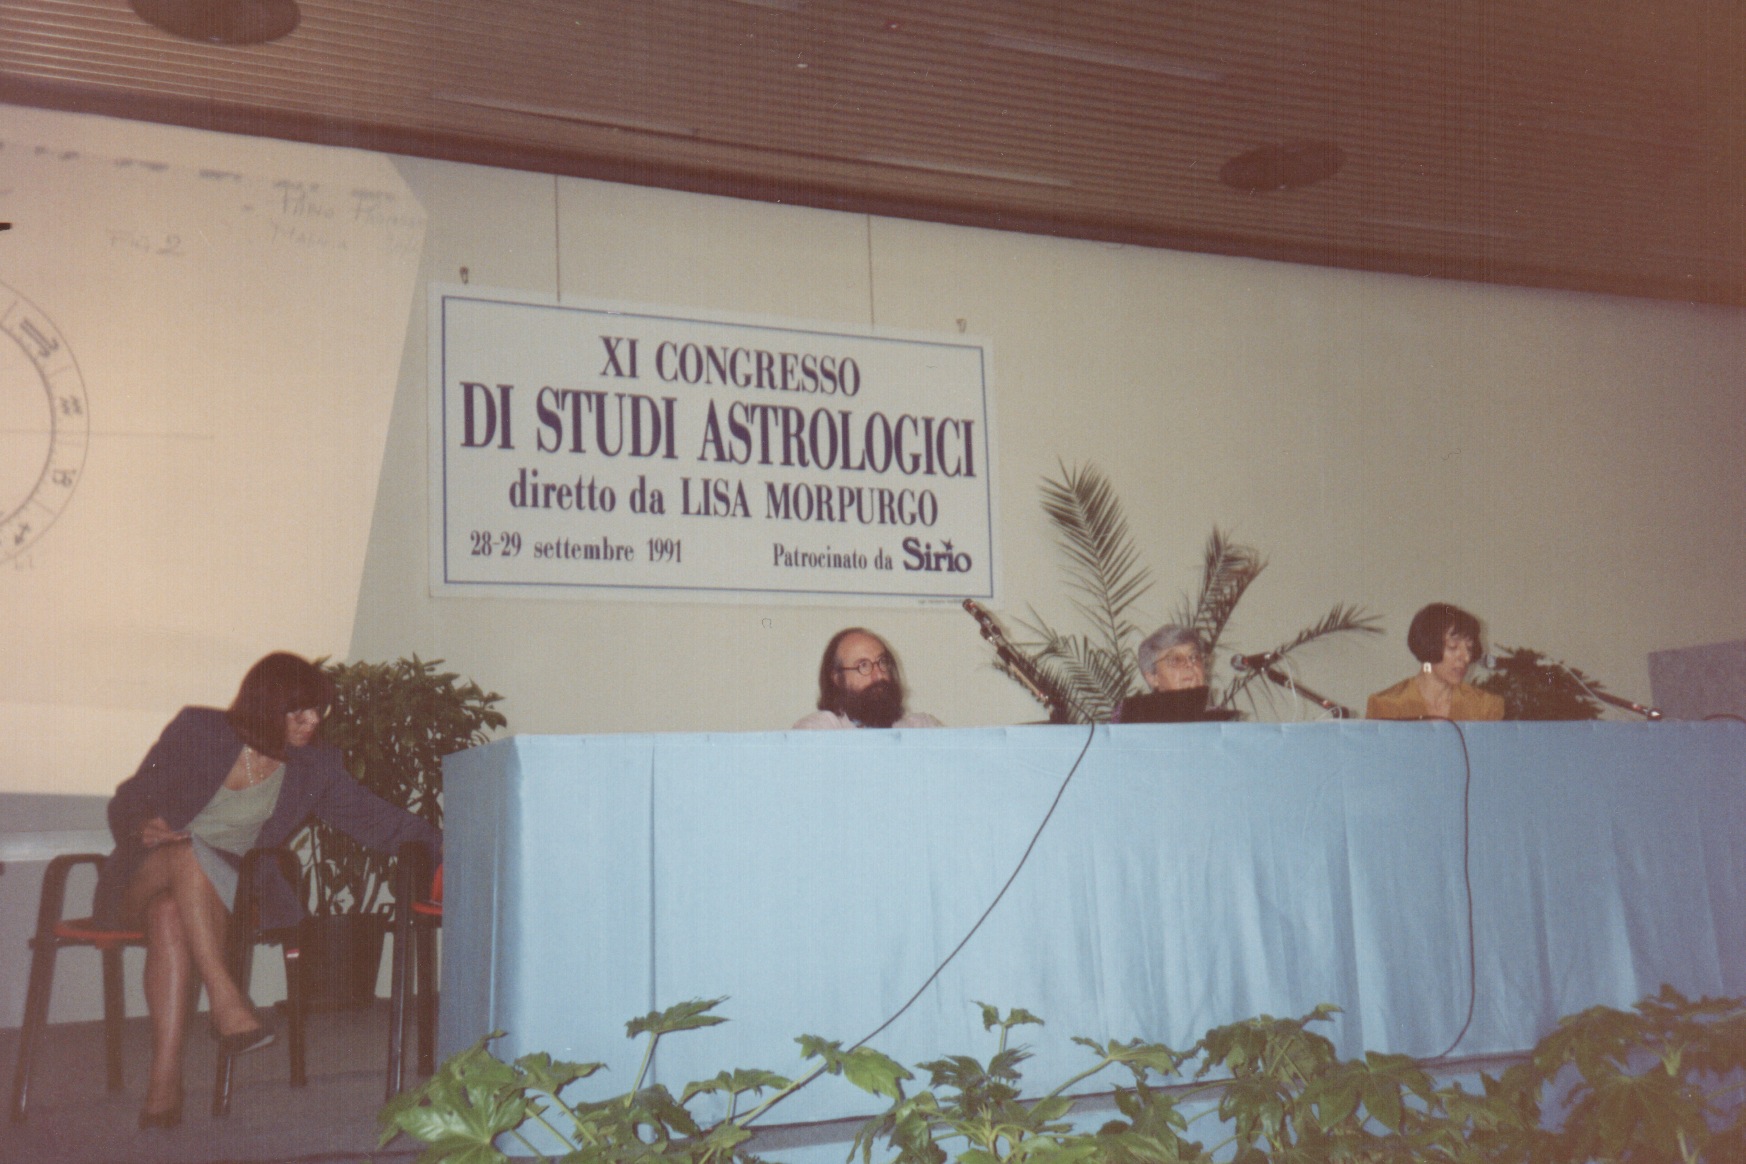 XI CONGRESSO
DI STUDI ASTROLOGICI
diretto da LISA MORPURGO
28-29 settembre 1991
Patrocinato da Sirio